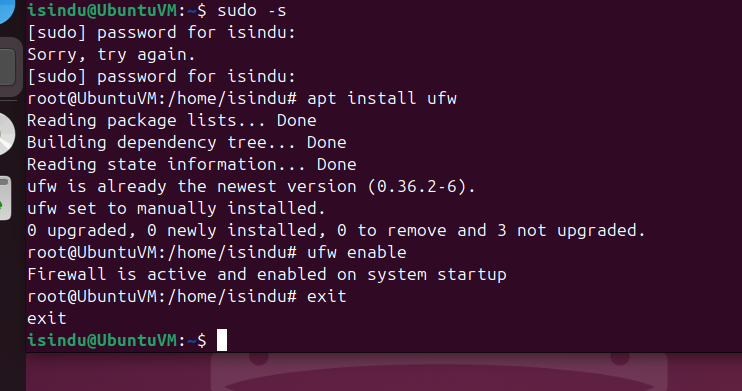 isindu@UbuntuVM:~$ sudo -s
[sudo] password for isindu:
Sorry, try again.
[sudo] password for isindu:
root@UbuntuVM:/home/isindu# apt install ufw
Reading package lists... Done
Building dependency tree... Done
Reading state information... Done
ufw is already the newest version (0.36.2-6).
ufw set to manually installed.
0 upgraded, 0 newly installed, 0 to remove and 3 not upgraded.
root@UbuntuVM:/home/isindu# ufw enable
Firewall is active and enabled on system startup
root@UbuntuVM:/home/isindu# exit
exit
isindu@UbuntuVM:~$